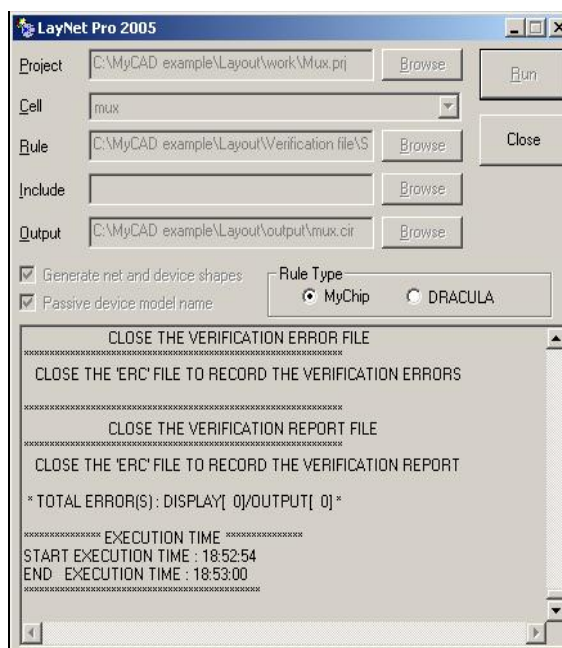 LayNet Pro 2005
Project C:\MyCAD example\Layout\work\Mux.prj Browse Run
Cell mux
Rule C:\MyCAD example\Layout\Verification file\S Browse Close
Include Browse
Output C:\MyCAD example\Layout\output\mux.cir Browse
Generate net and device shapes
Passive device model name
Rule Type
MyChip DRACULA
CLOSE THE VERIFICATION ERROR FILE
**********************************************************
CLOSE THE 'ERC' FILE TO RECORD THE VERIFICATION ERRORS
**********************************************************
CLOSE THE VERIFICATION REPORT FILE
**********************************************************
CLOSE THE 'ERC' FILE TO RECORD THE VERIFICATION REPORT
* TOTAL ERROR(S) : DISPLAY[ 0]/OUTPUT[ 0] *
************** EXECUTION TIME **************
START EXECUTION TIME : 18:52:54
END EXECUTION TIME : 18:53:00
*******************************************